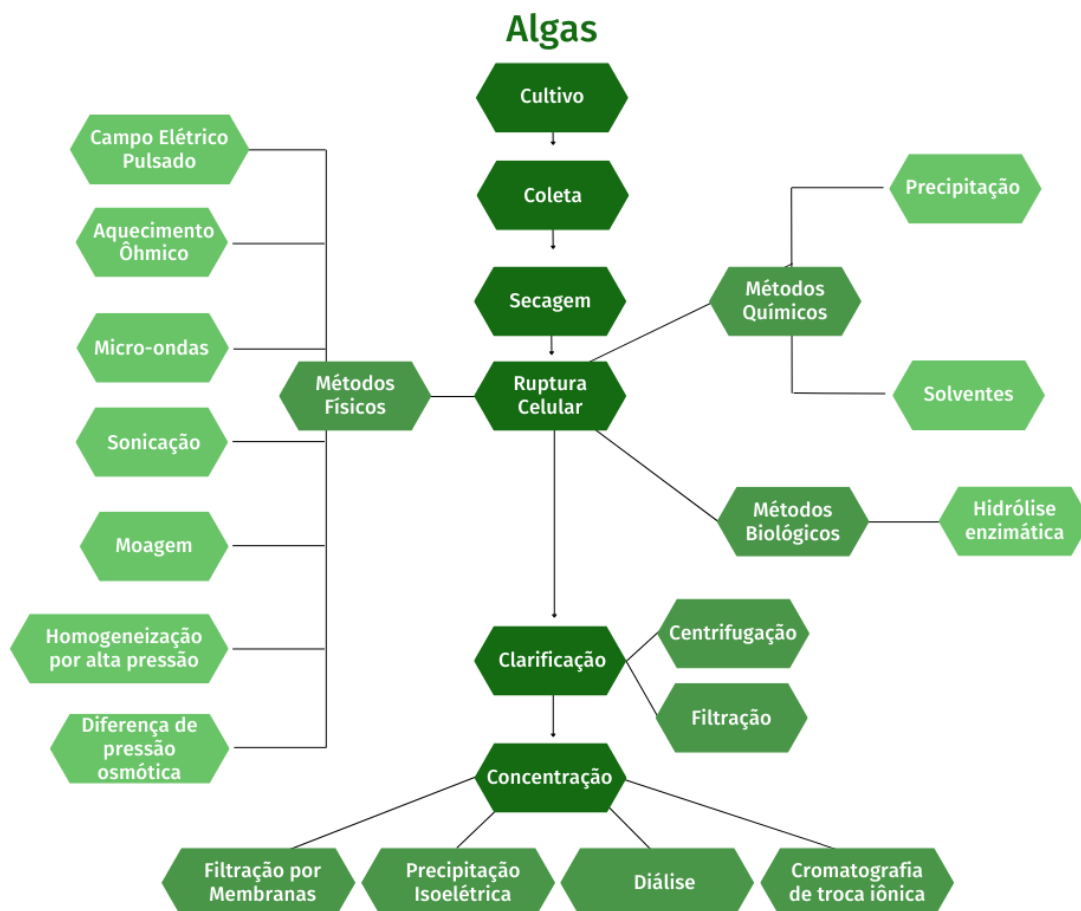 Algas
Cultivo
Coleta
Secagem
Ruptura
Celular
Métodos
Físicos
Campo Elétrico
Pulsado
Aquecimento
Ôhmico
Micro-ondas
Sonicação
Moagem
Homogeneização
por alta pressão
Diferença de
pressão
osmótica
Métodos
Químicos
Precipitação
Solventes
Métodos
Biológicos
Hidrólise
enzimática
Clarificação
Centrifugação
Filtração
Concentração
Filtração por
Membranas
Precipitação
Isoelétrica
Diálise
Cromatografia
de troca iônica